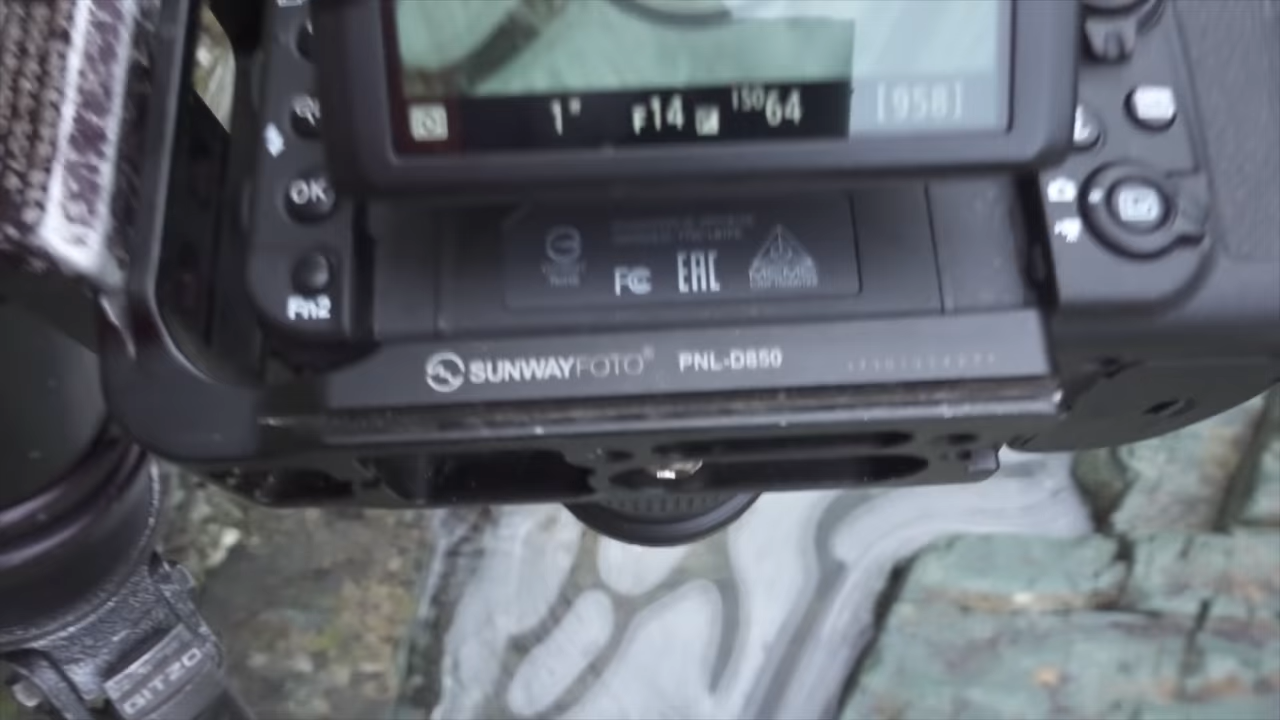 1" F14 ISO 64 [958]
OK
FC EAC
Fn2
SUNWAYFOTO® PNL-D850
GITZO